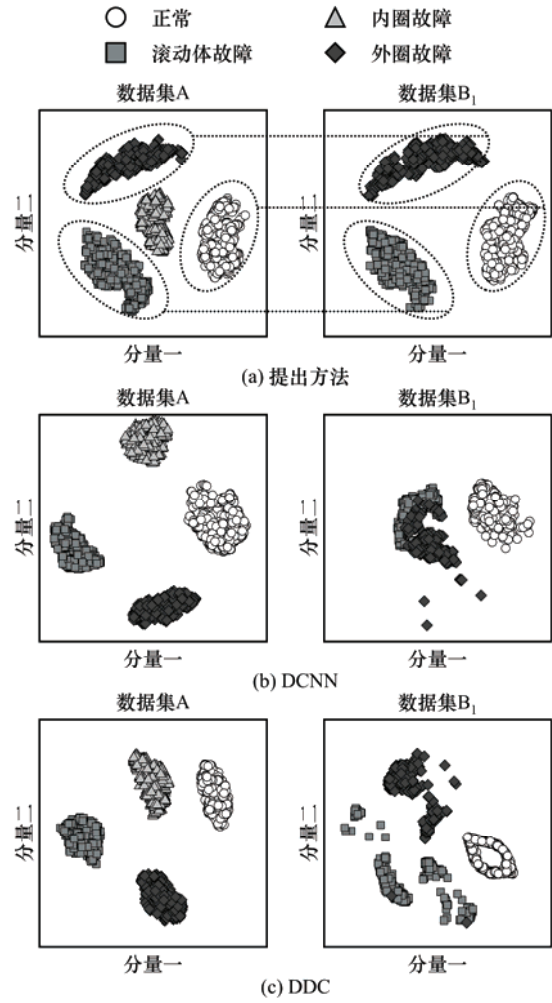 正常 内圈故障
滚动体故障 外圈故障
数据集A 数据集B₁
分量二 分量二
分量一 分量一
(a) 提出方法
数据集A 数据集B₁
分量二 分量二
分量一 分量一
(b) DCNN
数据集A 数据集B₁
分量二 分量二
分量一 分量一
(c) DDC